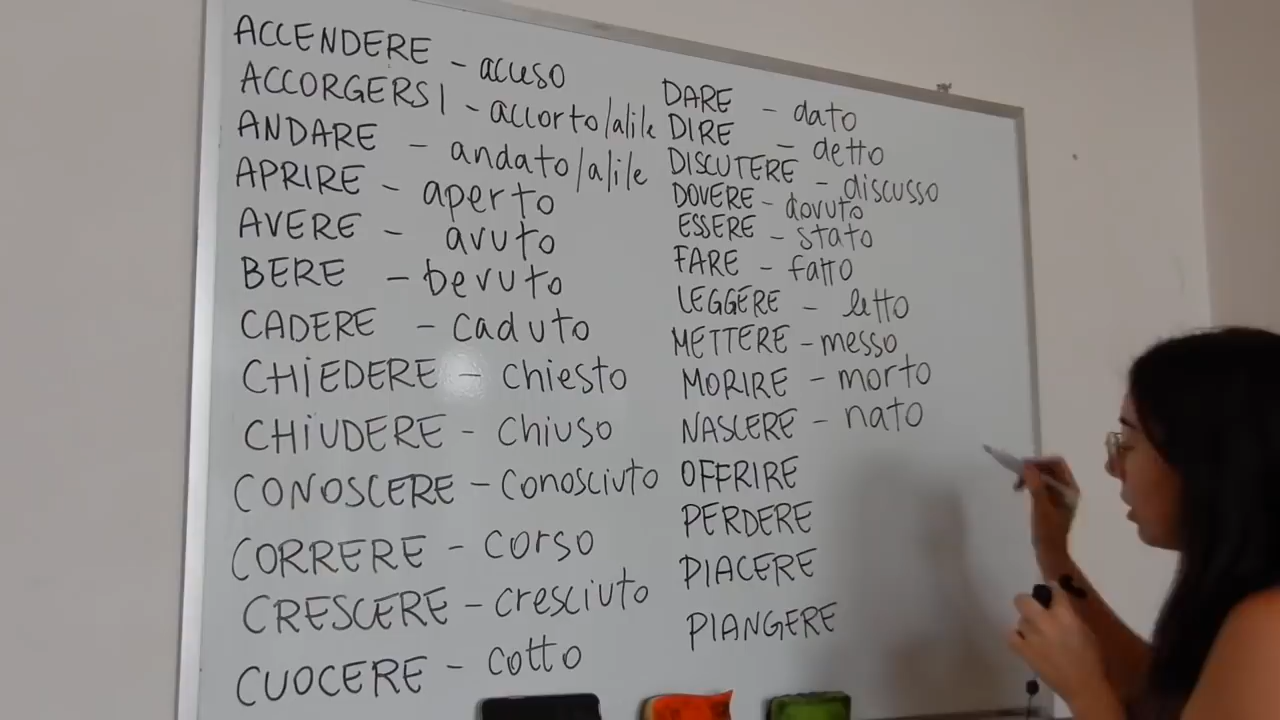 ACCENDERE - acceso
ACCORGERSI - accorto/a/i/e
ANDARE - andato/a/i/e
APRIRE - aperto
AVERE - avuto
BERE - bevuto
CADERE - caduto
CHiEDERE - chiesto
CHiUDERE - chiuso
CONOSCERE - conosciuto
CORRERE - corso
CRESCERE - cresciuto
CUOCERE - cotto
DARE - dato
DIRE - detto
DISCUTERE - discusso
DOVERE - dovuto
ESSERE - stato
FARE - fatto
LEGGERE - letto
METTERE - messo
MORIRE - morto
NASCERE - nato
OFFRIRE
PERDERE
PIACERE
PIANGERE